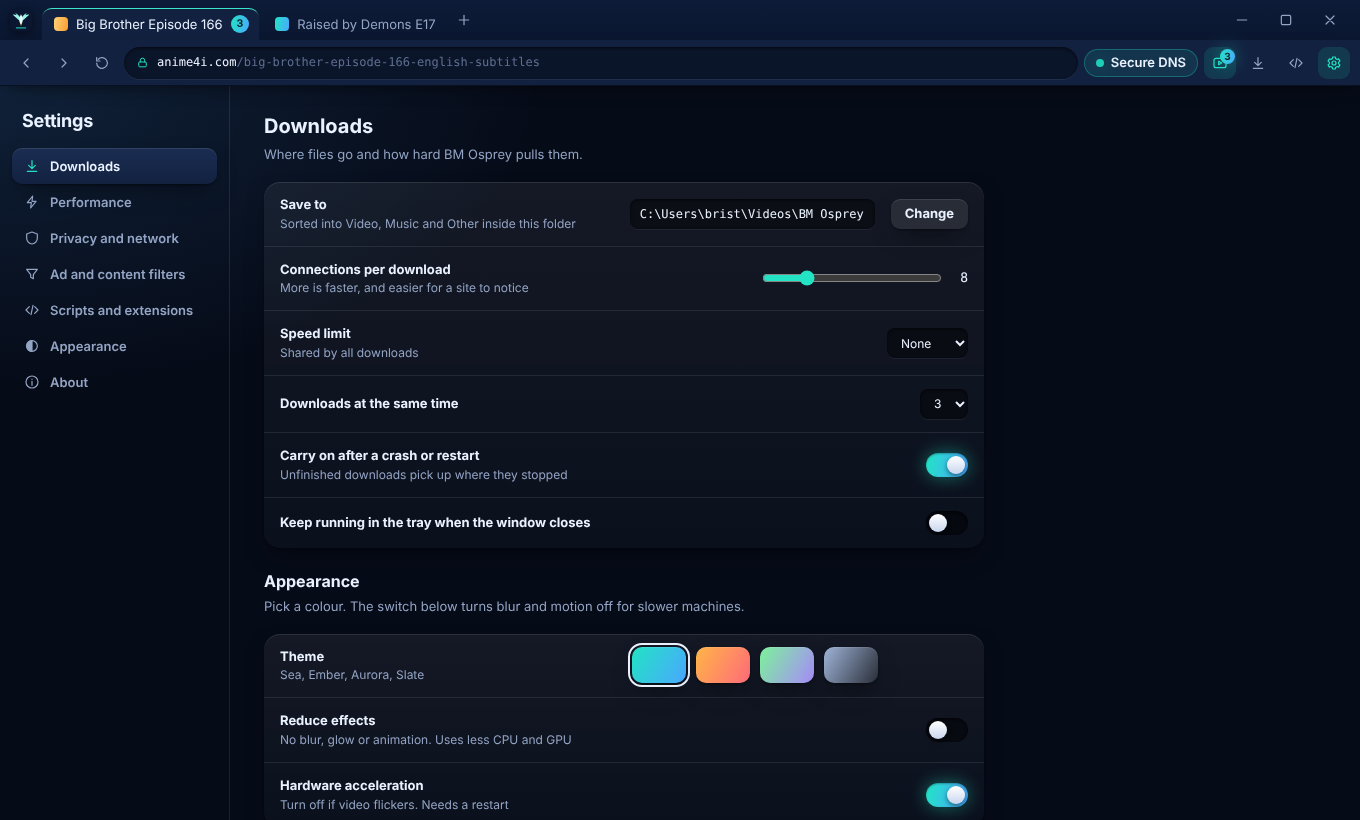 Big Brother Episode 166
3
Raised by Demons E17
anime4i.com/big-brother-episode-166-english-subtitles
Secure DNS
3
Settings
Downloads
Performance
Privacy and network
Ad and content filters
Scripts and extensions
Appearance
About
Downloads
Where files go and how hard BM Osprey pulls them.
Save to
Sorted into Video, Music and Other inside this folder
C:\Users\brist\Videos\BM Osprey
Change
Connections per download
More is faster, and easier for a site to notice
8
Speed limit
Shared by all downloads
None
Downloads at the same time
3
Carry on after a crash or restart
Unfinished downloads pick up where they stopped
Keep running in the tray when the window closes
Appearance
Pick a colour. The switch below turns blur and motion off for slower machines.
Theme
Sea, Ember, Aurora, Slate
Reduce effects
No blur, glow or animation. Uses less CPU and GPU
Hardware acceleration
Turn off if video flickers. Needs a restart